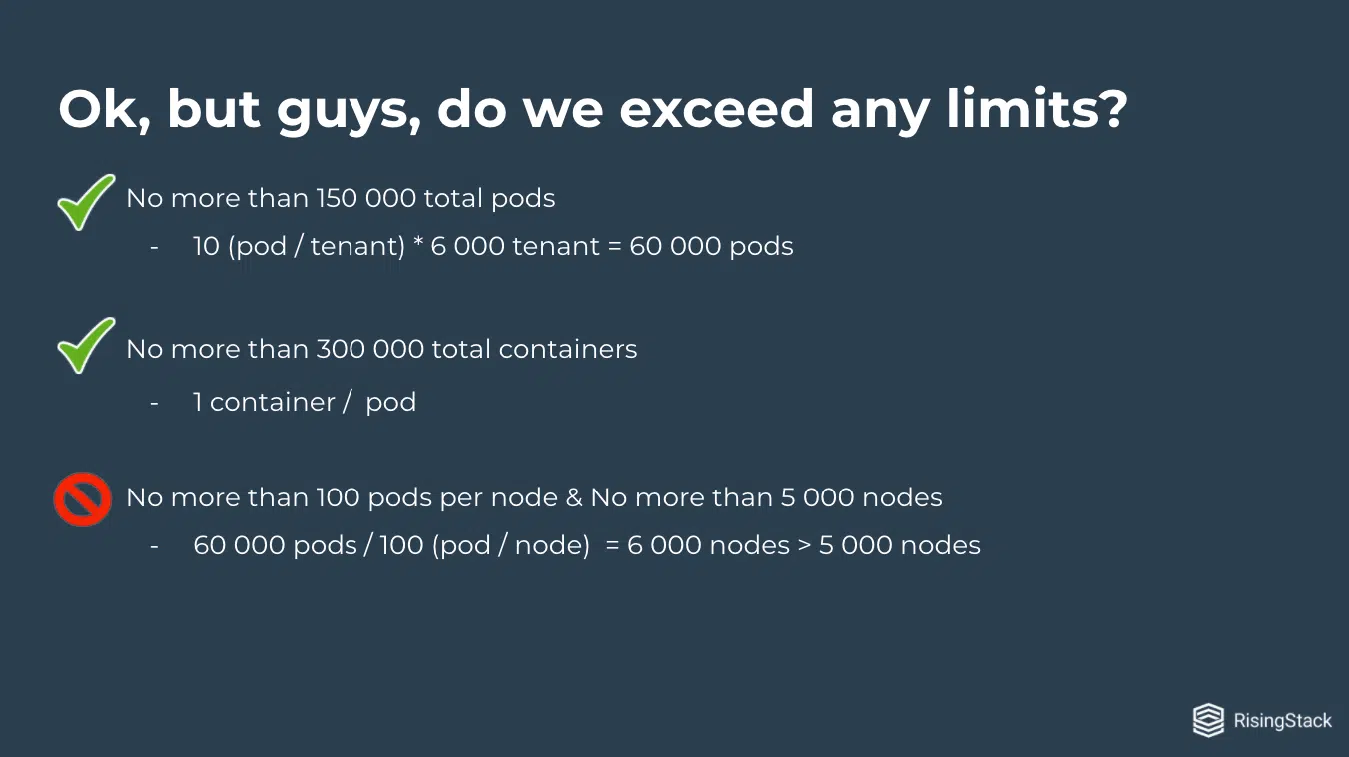 Ok, but guys, do we exceed any limits?
No more than 150 000 total pods
- 10 (pod / tenant) * 6 000 tenant = 60 000 pods
No more than 300 000 total containers
- 1 container / pod
No more than 100 pods per node & No more than 5 000 nodes
- 60 000 pods / 100 (pod / node) = 6 000 nodes > 5 000 nodes
RisingStack